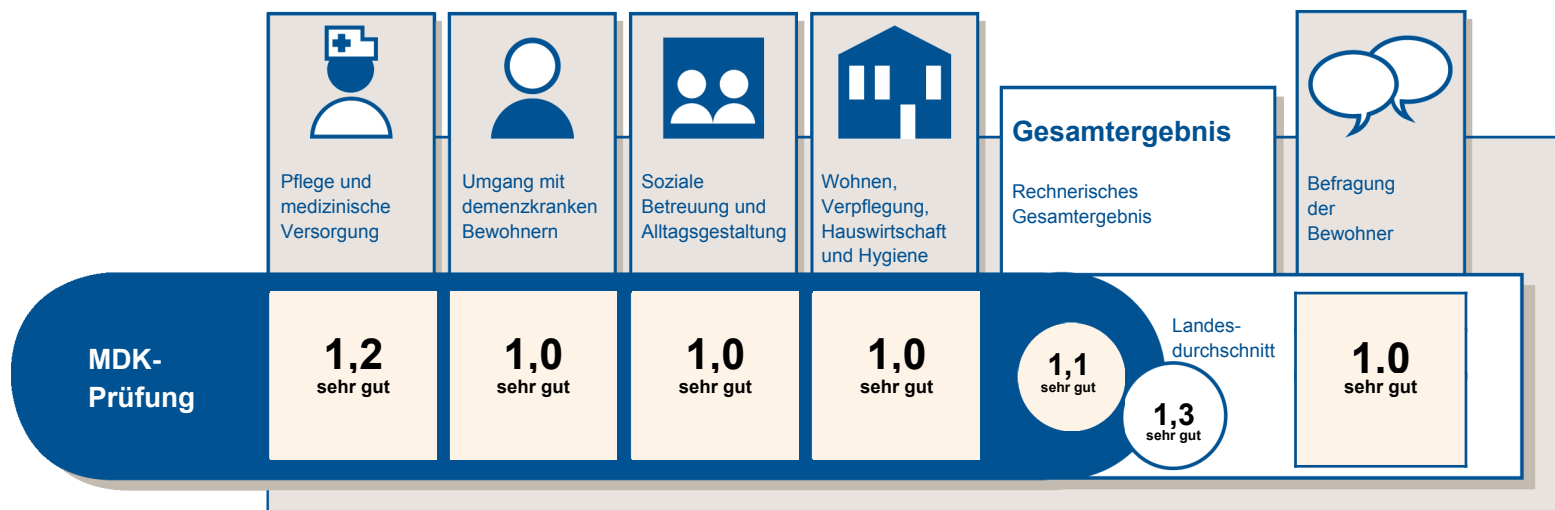 Pflege und
medizinische
Versorgung
Umgang mit
demenzkranken
Bewohnern
Soziale
Betreuung und
Alltagsgestaltung
Wohnen,
Verpflegung,
Hauswirtschaft
und Hygiene
Gesamtergebnis
Rechnerisches
Gesamtergebnis
Befragung
der
Bewohner
MDK-
Prüfung
1,2
sehr gut
1,0
sehr gut
1,0
sehr gut
1,0
sehr gut
1,1
sehr gut
Landes-
durchschnitt
1,3
sehr gut
1.0
sehr gut